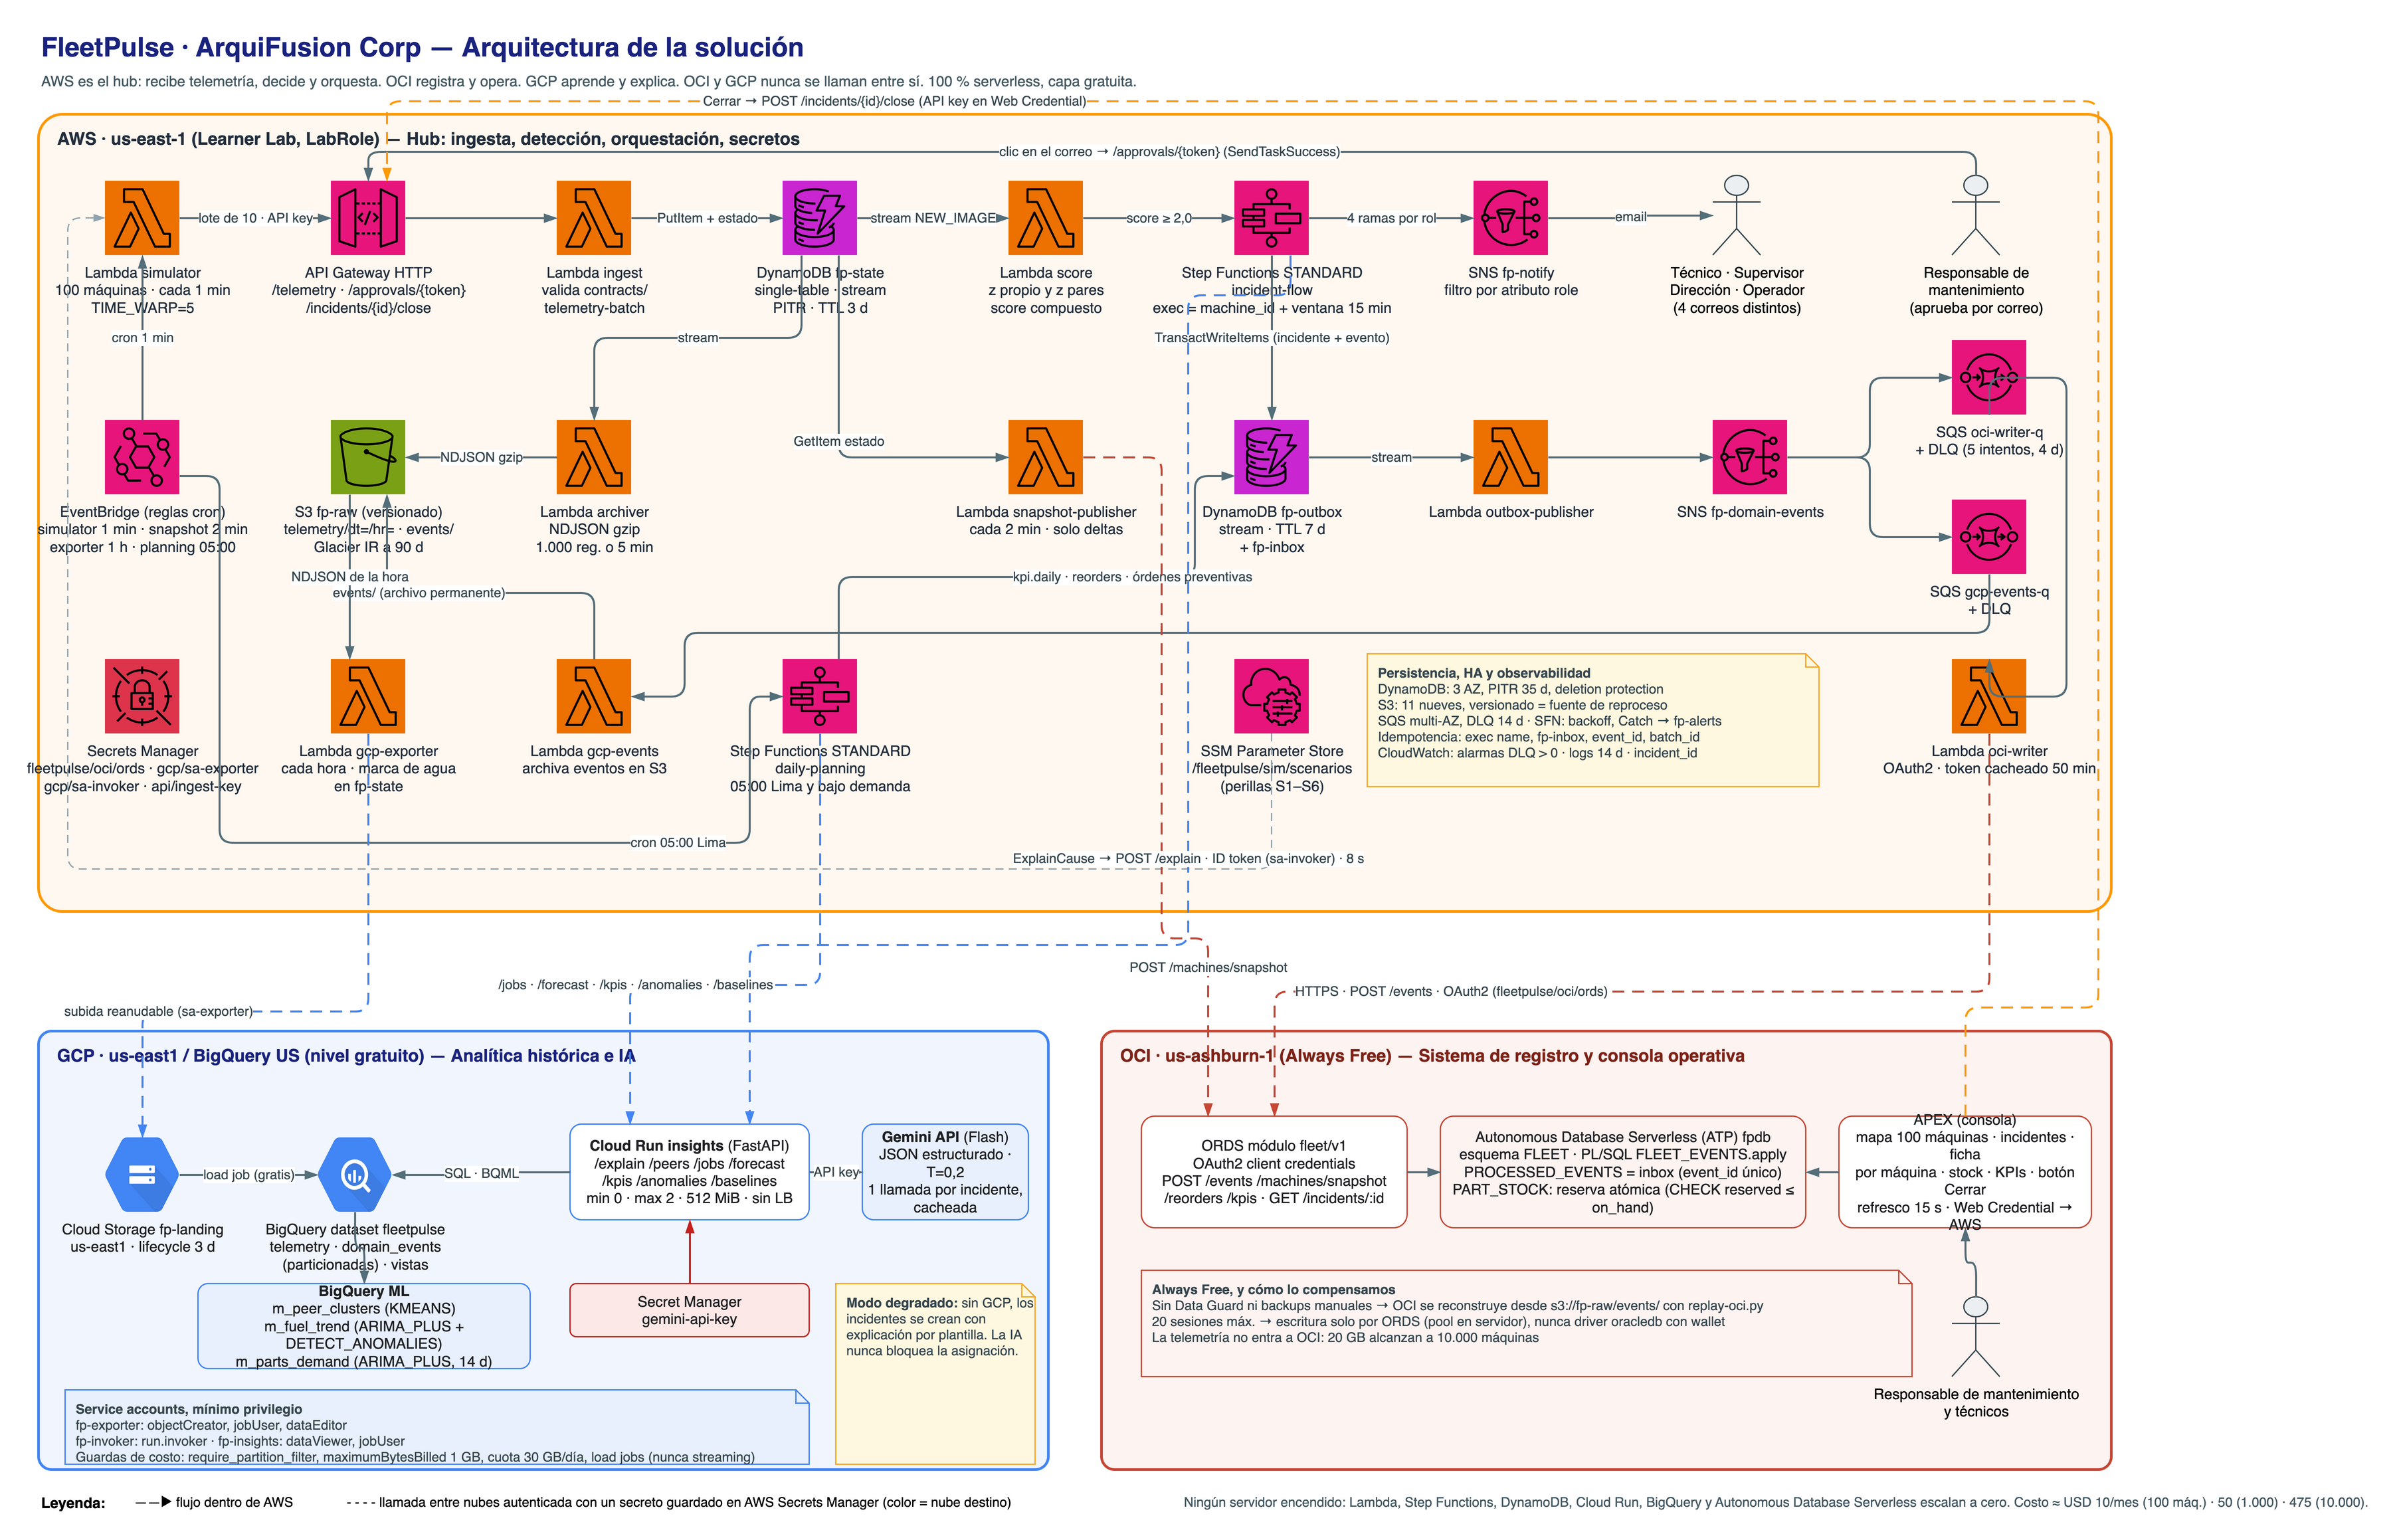 FleetPulse · ArquiFusion Corp — Arquitectura de la solución
AWS es el hub: recibe telemetría, decide y orquesta. OCI registra y opera. GCP aprende y explica. OCI y GCP nunca se llaman entre sí. 100 % serverless, capa gratuita.
Cerrar → POST /incidents/{id}/close (API key en Web Credential)
AWS · us-east-1 (Learner Lab, LabRole) — Hub: ingesta, detección, orquestación, secretos
clic en el correo → /approvals/{token} (SendTaskSuccess)
lote de 10 · API key
PutItem + estado
stream NEW_IMAGE
score ≥ 2,0
4 ramas por rol
email
Lambda simulator
100 máquinas · cada 1 min
TIME_WARP=5
API Gateway HTTP
/telemetry · /approvals/{token}
/incidents/{id}/close
Lambda ingest
valida contracts/
telemetry-batch
DynamoDB fp-state
single-table · stream
PITR · TTL 3 d
Lambda score
z propio y z pares
score compuesto
Step Functions STANDARD
incident-flow
exec = machine_id + ventana 15 min
SNS fp-notify
filtro por atributo role
Técnico · Supervisor
Dirección · Operador
(4 correos distintos)
Responsable de
mantenimiento
(aprueba por correo)
cron 1 min
stream
TransactWriteItems (incidente + evento)
GetItem estado
NDJSON gzip
stream
SQS oci-writer-q
+ DLQ (5 intentos, 4 d)
EventBridge (reglas cron)
simulator 1 min · snapshot 2 min
exporter 1 h · planning 05:00
S3 fp-raw (versionado)
telemetry/dt=/hr= · events/
Glacier IR a 90 d
Lambda archiver
NDJSON gzip
1.000 reg. o 5 min
Lambda snapshot-publisher
cada 2 min · solo deltas
DynamoDB fp-outbox
stream · TTL 7 d
+ fp-inbox
Lambda outbox-publisher
SNS fp-domain-events
SQS gcp-events-q
+ DLQ
NDJSON de la hora
events/ (archivo permanente)
kpi.daily · reorders · órdenes preventivas
Persistencia, HA y observabilidad
DynamoDB: 3 AZ, PITR 35 d, deletion protection
S3: 11 nueves, versionado = fuente de reproceso
SQS multi-AZ, DLQ 14 d · SFN: backoff, Catch → fp-alerts
Idempotencia: exec name, fp-inbox, event_id, batch_id
CloudWatch: alarmas DLQ > 0 · logs 14 d · incident_id
Secrets Manager
fleetpulse/oci/ords · gcp/sa-exporter
gcp/sa-invoker · api/ingest-key
Lambda gcp-exporter
cada hora · marca de agua
en fp-state
Lambda gcp-events
archiva eventos en S3
Step Functions STANDARD
daily-planning
05:00 Lima y bajo demanda
SSM Parameter Store
/fleetpulse/sim/scenarios
(perillas S1–S6)
Lambda oci-writer
OAuth2 · token cacheado 50 min
cron 05:00 Lima
ExplainCause → POST /explain · ID token (sa-invoker) · 8 s
POST /machines/snapshot
/jobs · /forecast · /kpis · /anomalies · /baselines
HTTPS · POST /events · OAuth2 (fleetpulse/oci/ords)
subida reanudable (sa-exporter)
GCP · us-east1 / BigQuery US (nivel gratuito) — Analítica histórica e IA
load job (gratis)
SQL · BQML
Cloud Run insights (FastAPI)
/explain /peers /jobs /forecast
/kpis /anomalies /baselines
min 0 · max 2 · 512 MiB · sin LB
API key
Gemini API (Flash)
JSON estructurado ·
T=0,2
1 llamada por incidente,
cacheada
Cloud Storage fp-landing
us-east1 · lifecycle 3 d
BigQuery dataset fleetpulse
telemetry · domain_events
(particionadas) · vistas
BigQuery ML
m_peer_clusters (KMEANS)
m_fuel_trend (ARIMA_PLUS +
DETECT_ANOMALIES)
m_parts_demand (ARIMA_PLUS, 14 d)
Secret Manager
gemini-api-key
Modo degradado: sin GCP, los
incidentes se crean con
explicación por plantilla. La IA
nunca bloquea la asignación.
Service accounts, mínimo privilegio
fp-exporter: objectCreator, jobUser, dataEditor
fp-invoker: run.invoker · fp-insights: dataViewer, jobUser
Guardas de costo: require_partition_filter, maximumBytesBilled 1 GB, cuota 30 GB/día, load jobs (nunca streaming)
OCI · us-ashburn-1 (Always Free) — Sistema de registro y consola operativa
ORDS módulo fleet/v1
OAuth2 client credentials
POST /events /machines/snapshot
/reorders /kpis · GET /incidents/:id
Autonomous Database Serverless (ATP) fpdb
esquema FLEET · PL/SQL FLEET_EVENTS.apply
PROCESSED_EVENTS = inbox (event_id único)
PART_STOCK: reserva atómica (CHECK reserved ≤
on_hand)
APEX (consola)
mapa 100 máquinas · incidentes ·
ficha
por máquina · stock · KPIs · botón
Cerrar
refresco 15 s · Web Credential →
AWS
Always Free, y cómo lo compensamos
Sin Data Guard ni backups manuales → OCI se reconstruye desde s3://fp-raw/events/ con replay-oci.py
20 sesiones máx. → escritura solo por ORDS (pool en servidor), nunca driver oracledb con wallet
La telemetría no entra a OCI: 20 GB alcanzan a 10.000 máquinas
Responsable de mantenimiento
y técnicos
Leyenda:
flujo dentro de AWS
llamada entre nubes autenticada con un secreto guardado en AWS Secrets Manager (color = nube destino)
Ningún servidor encendido: Lambda, Step Functions, DynamoDB, Cloud Run, BigQuery y Autonomous Database Serverless escalan a cero. Costo ≈ USD 10/mes (100 máq.) · 50 (1.000) · 475 (10.000).